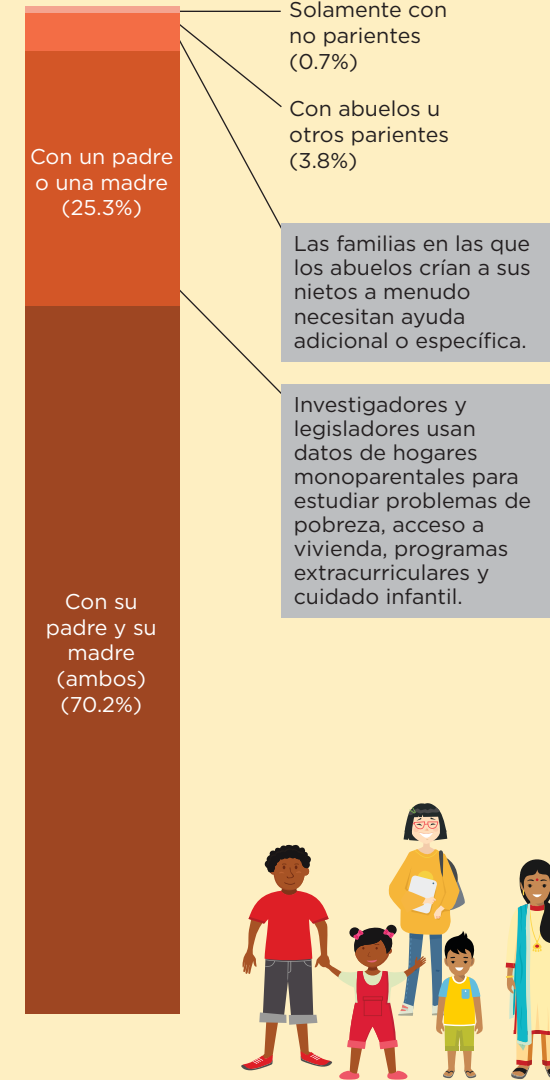 Solamente con
no parientes
(0.7%)
Con abuelos u
otros parientes
(3.8%)
Con un padre
o una madre
(25.3%)
Las familias en las que
los abuelos crían a sus
nietos a menudo
necesitan ayuda
adicional o específica.
Investigadores y
legisladores usan
datos de hogares
monoparentales para
estudiar problemas de
pobreza, acceso a
vivienda, programas
extracurriculares y
cuidado infantil.
Con su
padre y su
madre
(ambos)
(70.2%)